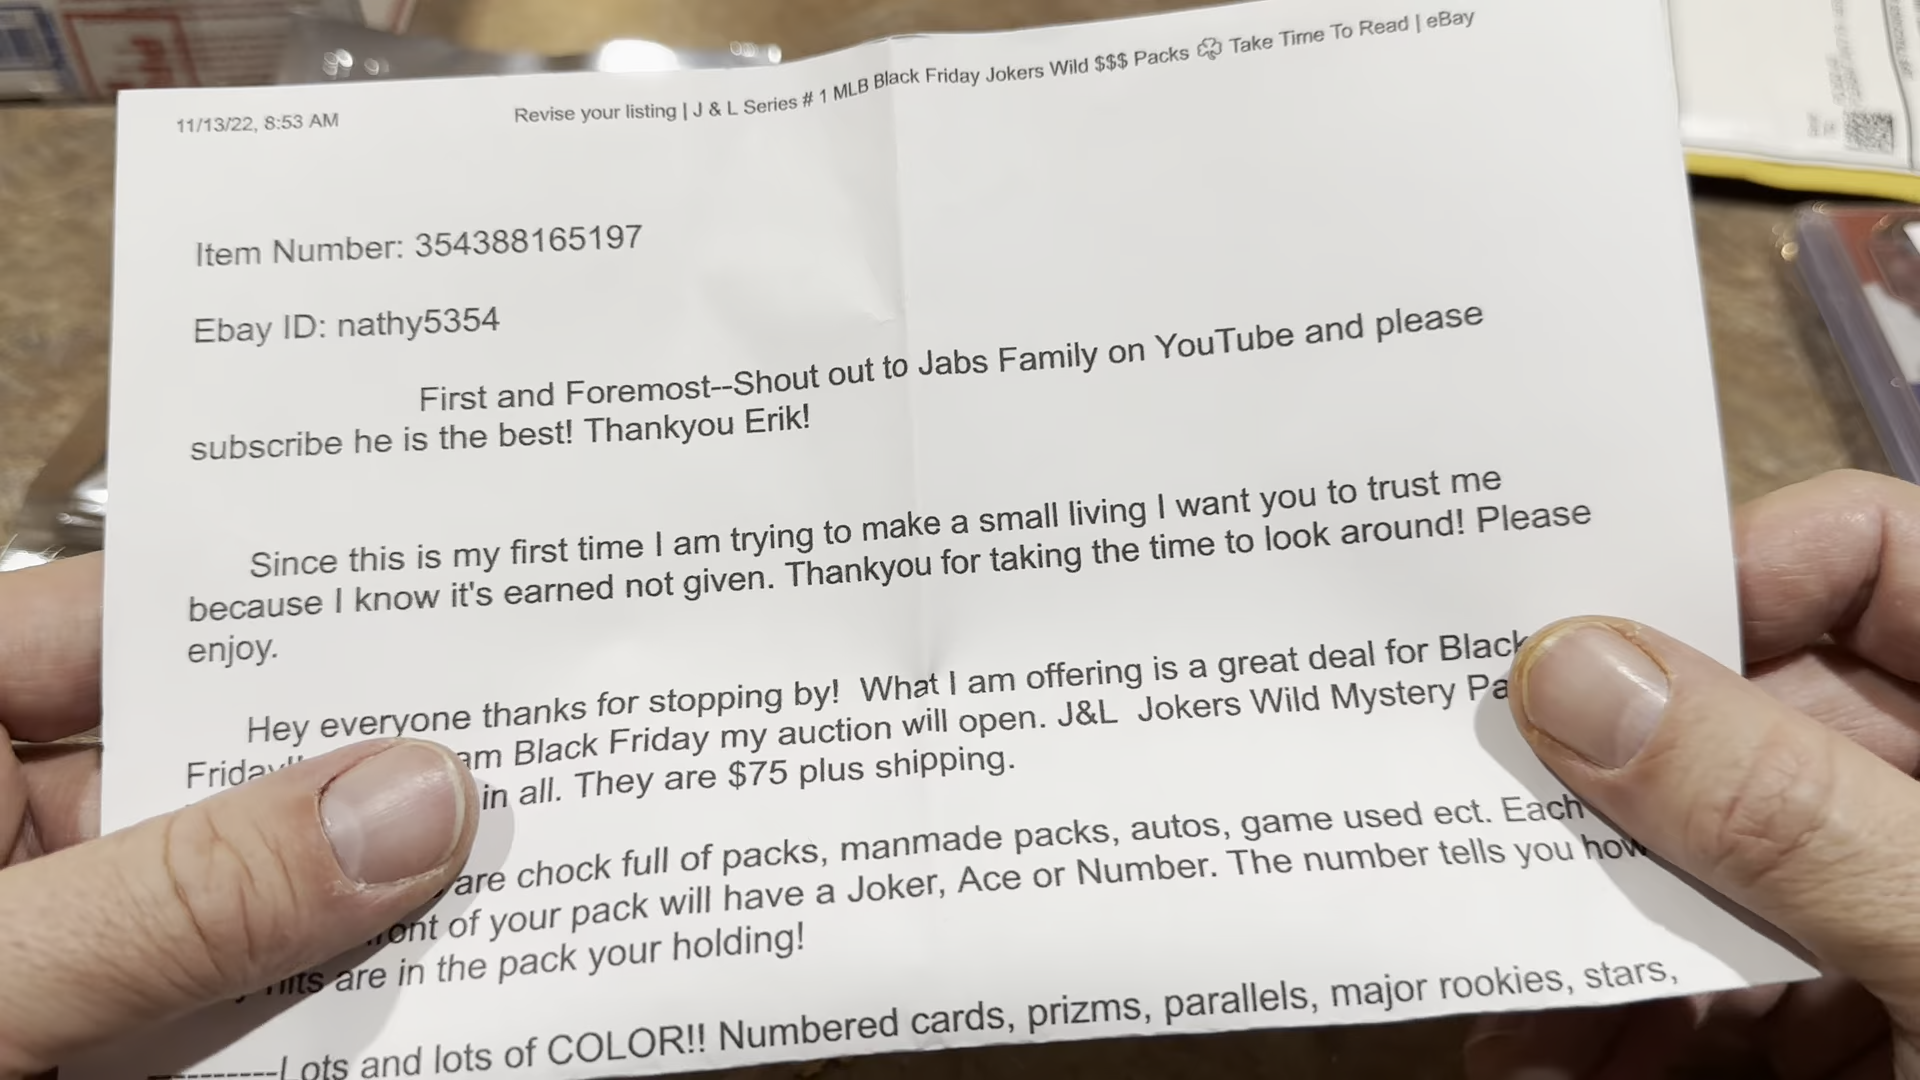 11/13/22, 8:53 AM
Revise your listing | J & L Series # 1 MLB Black Friday Jokers Wild $$$ Packs Take Time To Read | eBay
Item Number: 354388165197
Ebay ID: nathy5354
First and Foremost--Shout out to Jabs Family on YouTube and please
subscribe he is the best! Thankyou Erik!
Since this is my first time I am trying to make a small living I want you to trust me
because I know it's earned not given. Thankyou for taking the time to look around! Please
enjoy.
Hey everyone thanks for stopping by! What I am offering is a great deal for Black
Friday!! am Black Friday my auction will open. J&L Jokers Wild Mystery
in all. They are $75 plus shipping.
are chock full of packs, manmade packs, autos, game used ect. Each
of your pack will have a Joker, Ace or Number. The number tells you how
hits are in the pack your holding!
---------Lots and lots of COLOR!! Numbered cards, prizms, parallels, major rookies, stars,